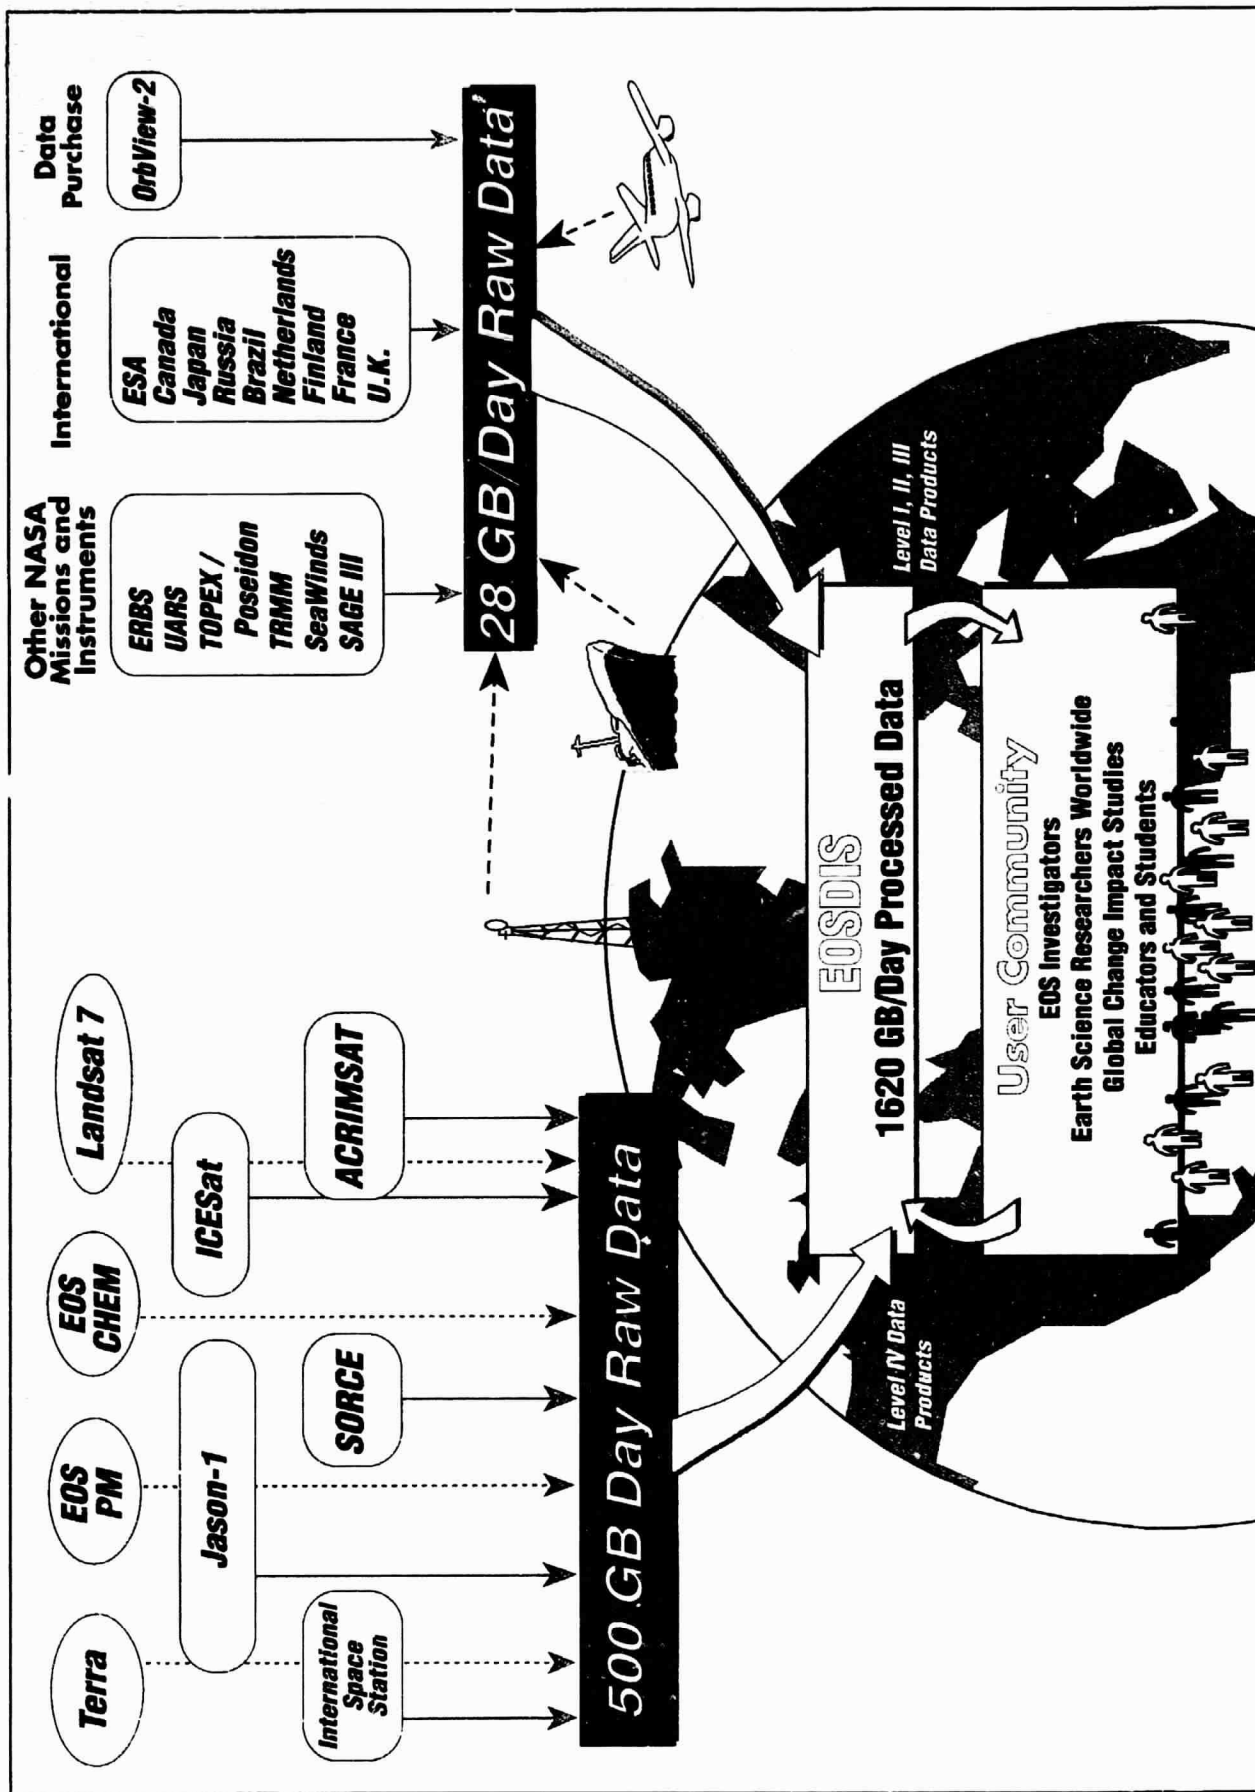 Terra
EOS
PM
EOS
CHEM
Landsat 7
Jason-1
ICESat
International
Space
Station
SORCE
ACRIMSAT
500 GB Day Raw Data
Other NASA
Missions and
Instruments
ERBS
UARS
TOPEX /
Poseidon
TRMM
SeaWinds
SAGE III
International
ESA
Canada
Japan
Russia
Brazil
Netherlands
Finland
France
U.K.
Data
Purchase
OrbView-2
28 GB/Day Raw Data
EOSDIS
1620 GB/Day Processed Data
Level IV Data
Products
Level I, II, III
Data Products
User Community
EOS Investigators
Earth Science Researchers Worldwide
Global Change Impact Studies
Educators and Students